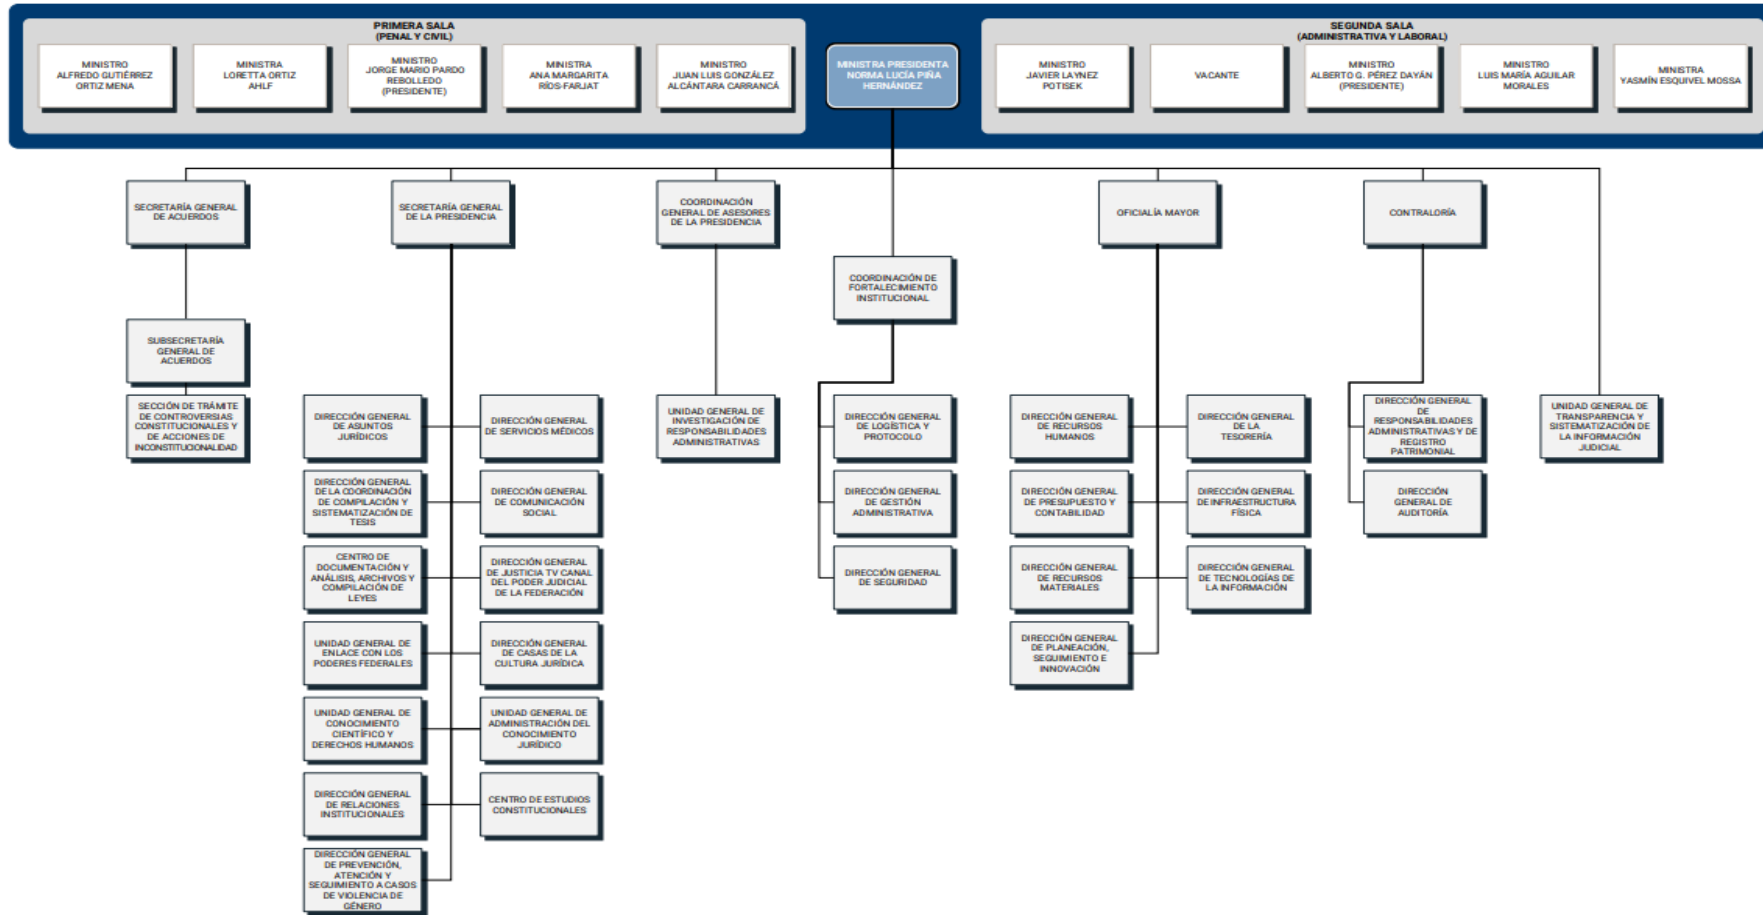 PRIMERA SALA
(PENAL Y CIVIL)
MINISTRO
ALFREDO GUTIÉRREZ
ORTIZ MENA
MINISTRA
LORETTA ORTIZ
AHLF
MINISTRO
JORGE MARIO PARDO
REBOLLEDO
(PRESIDENTE)
MINISTRA
ANA MARGARITA
RÍOS-FARJAT
MINISTRO
JUAN LUIS GONZÁLEZ
ALCÁNTARA CARRANCÁ
MINISTRA PRESIDENTA
NORMA LUCÍA PIÑA
HERNÁNDEZ
SEGUNDA SALA
(ADMINISTRATIVA Y LABORAL)
MINISTRO
JAVIER LAYNEZ
POTISEK
VACANTE
MINISTRO
ALBERTO G. PÉREZ DAYÁN
(PRESIDENTE)
MINISTRO
LUIS MARÍA AGUILAR
MORALES
MINISTRA
YASMÍN ESQUIVEL MOSSA
SECRETARÍA GENERAL
DE ACUERDOS
SECRETARÍA GENERAL
DE LA PRESIDENCIA
COORDINACIÓN
GENERAL DE ASESORES
DE LA PRESIDENCIA
COORDINACIÓN DE
FORTALECIMIENTO
INSTITUCIONAL
OFICIALÍA MAYOR
CONTRALORÍA
SUBSECRETARÍA
GENERAL DE
ACUERDOS
SECCIÓN DE TRÁMITE
DE CONTROVERSIAS
CONSTITUCIONALES Y
DE ACCIONES DE
INCONSTITUCIONALIDAD
DIRECCIÓN GENERAL
DE ASUNTOS
JURÍDICOS
DIRECCIÓN GENERAL
DE SERVICIOS MÉDICOS
DIRECCIÓN GENERAL
DE LA COORDINACIÓN
DE COMPILACIÓN Y
SISTEMATIZACIÓN DE
TESIS
DIRECCIÓN GENERAL
DE COMUNICACIÓN
SOCIAL
CENTRO DE
DOCUMENTACIÓN Y
ANÁLISIS, ARCHIVOS Y
COMPILACIÓN DE
LEYES
DIRECCIÓN GENERAL
DE JUSTICIA TV CANAL
DEL PODER JUDICIAL
DE LA FEDERACIÓN
UNIDAD GENERAL DE
ENLACE CON LOS
PODERES FEDERALES
DIRECCIÓN GENERAL
DE CASAS DE LA
CULTURA JURÍDICA
UNIDAD GENERAL DE
CONOCIMIENTO
CIENTÍFICO Y
DERECHOS HUMANOS
UNIDAD GENERAL DE
ADMINISTRACIÓN DEL
CONOCIMIENTO
JURÍDICO
DIRECCIÓN GENERAL
DE RELACIONES
INSTITUCIONALES
CENTRO DE ESTUDIOS
CONSTITUCIONALES
DIRECCIÓN GENERAL
DE PREVENCIÓN,
ATENCIÓN Y
SEGUIMIENTO A CASOS
DE VIOLENCIA DE
GÉNERO
UNIDAD GENERAL DE
INVESTIGACIÓN DE
RESPONSABILIDADES
ADMINISTRATIVAS
DIRECCIÓN GENERAL
DE LOGÍSTICA Y
PROTOCOLO
DIRECCIÓN GENERAL
DE GESTIÓN
ADMINISTRATIVA
DIRECCIÓN GENERAL
DE SEGURIDAD
DIRECCIÓN GENERAL
DE RECURSOS
HUMANOS
DIRECCIÓN GENERAL
DE LA
TESORERÍA
DIRECCIÓN GENERAL
DE PRESUPUESTO Y
CONTABILIDAD
DIRECCIÓN GENERAL
DE INFRAESTRUCTURA
FÍSICA
DIRECCIÓN GENERAL
DE RECURSOS
MATERIALES
DIRECCIÓN GENERAL
DE TECNOLOGÍAS DE
LA INFORMACIÓN
DIRECCIÓN GENERAL
DE PLANEACIÓN,
SEGUIMIENTO E
INNOVACIÓN
DIRECCIÓN GENERAL
DE
RESPONSABILIDADES
ADMINISTRATIVAS Y DE
REGISTRO
PATRIMONIAL
DIRECCIÓN
GENERAL DE
AUDITORÍA
UNIDAD GENERAL DE
TRANSPARENCIA Y
SISTEMATIZACIÓN DE
LA INFORMACIÓN
JUDICIAL